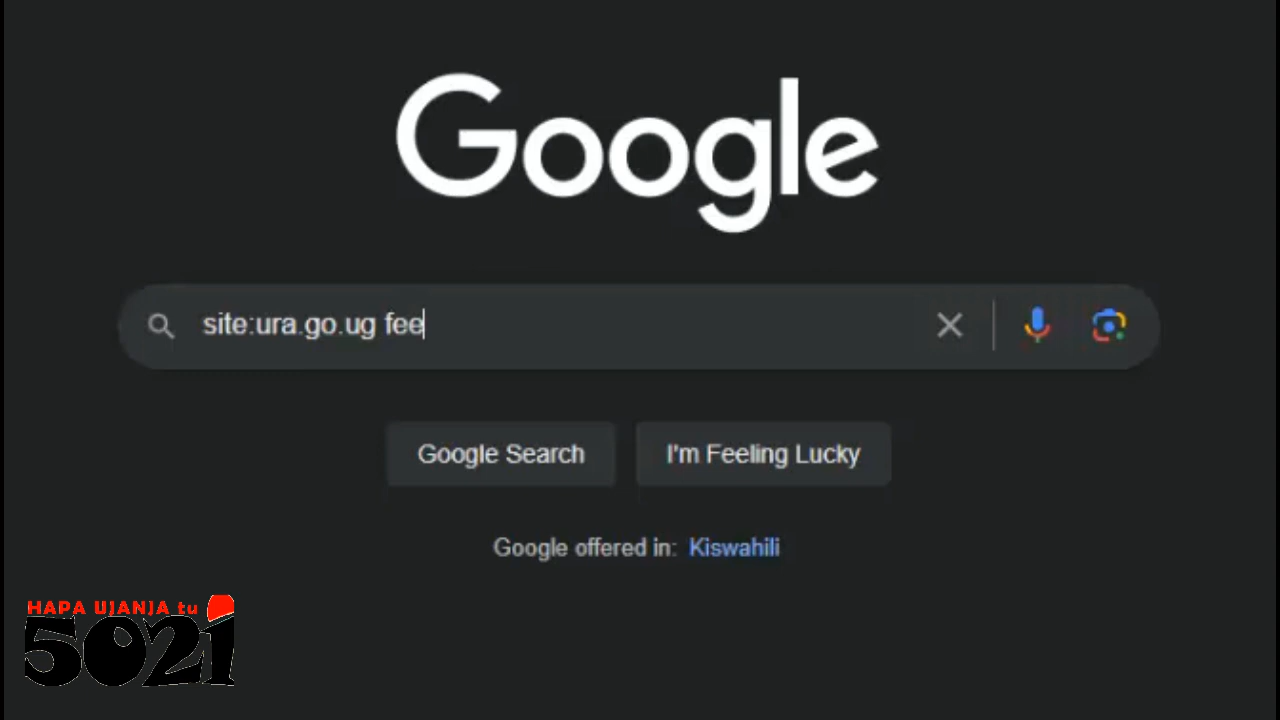 Google
site:ura.go.ug fee
Google Search
I'm Feeling Lucky
Google offered in: Kiswahili
HAPA UJANJA tu
5021